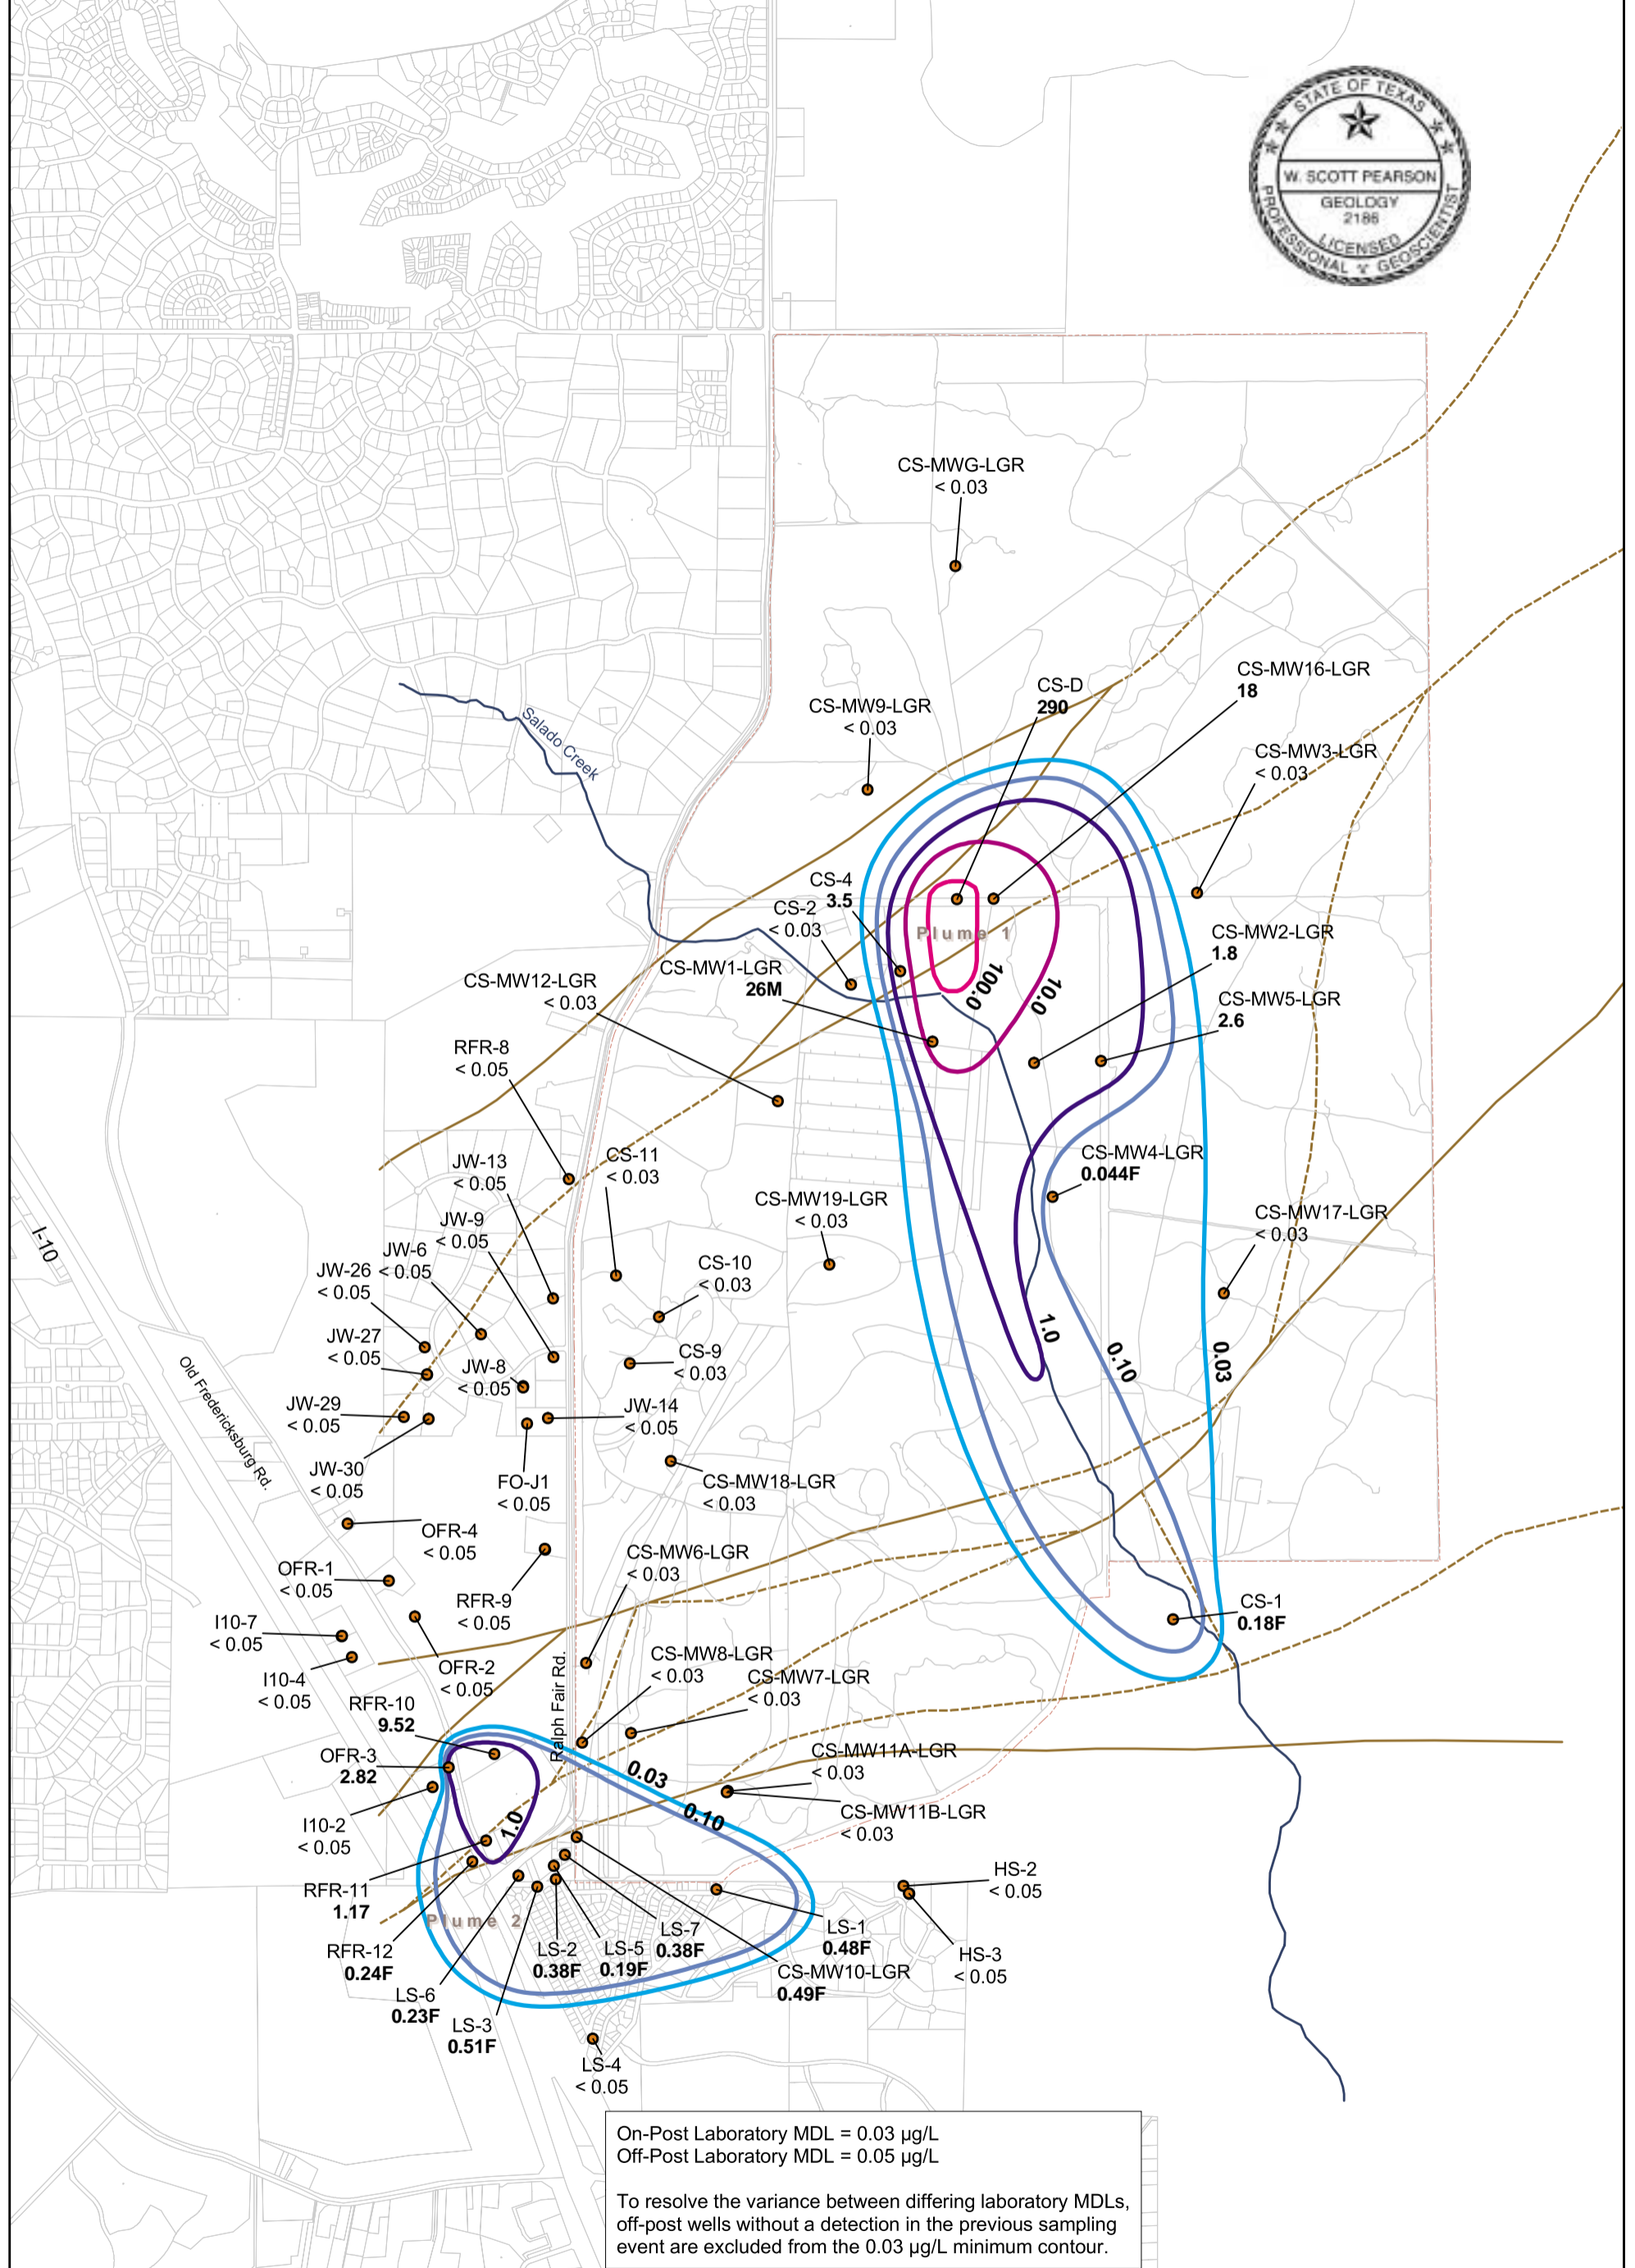 STATE OF TEXAS
W. SCOTT PEARSON
GEOLOGY
2186
LICENSED
PROFESSIONAL GEOSCIENTIST
CS-MWG-LGR
< 0.03
CS-D
290
CS-MW16-LGR
18
CS-MW9-LGR
< 0.03
Salado Creek
CS-MW3-LGR
< 0.03
CS-4
3.5
CS-2
< 0.03
Plume 1
CS-MW2-LGR
1.8
CS-MW12-LGR
< 0.03
CS-MW1-LGR
26M
100.0
10.0
CS-MW5-LGR
2.6
RFR-8
< 0.05
JW-13
< 0.05
CS-11
< 0.03
CS-MW4-LGR
0.044F
CS-MW19-LGR
< 0.03
CS-MW17-LGR
< 0.03
I-10
JW-9
< 0.05
JW-6
< 0.05
JW-26
< 0.05
CS-10
< 0.03
JW-27
< 0.05
JW-8
< 0.05
CS-9
< 0.03
1.0
0.10
0.03
Old Fredericksburg Rd.
JW-29
< 0.05
JW-14
< 0.05
JW-30
< 0.05
FO-J1
< 0.05
CS-MW18-LGR
< 0.03
OFR-4
< 0.05
OFR-1
< 0.05
CS-MW6-LGR
< 0.03
RFR-9
< 0.05
CS-1
0.18F
I10-7
< 0.05
I10-4
< 0.05
OFR-2
< 0.05
Ralph Fair Rd.
CS-MW8-LGR
< 0.03
CS-MW7-LGR
< 0.03
RFR-10
9.52
OFR-3
2.82
CS-MW11A-LGR
< 0.03
0.03
0.10
1.0
CS-MW11B-LGR
< 0.03
I10-2
< 0.05
RFR-11
1.17
HS-2
< 0.05
Plume 2
RFR-12
0.24F
LS-2
0.38F
LS-5
0.19F
LS-7
0.38F
LS-1
0.48F
HS-3
< 0.05
CS-MW10-LGR
0.49F
LS-6
0.23F
LS-3
0.51F
LS-4
< 0.05
On-Post Laboratory MDL = 0.03 µg/L
Off-Post Laboratory MDL = 0.05 µg/L
To resolve the variance between differing laboratory MDLs,
off-post wells without a detection in the previous sampling
event are excluded from the 0.03 µg/L minimum contour.